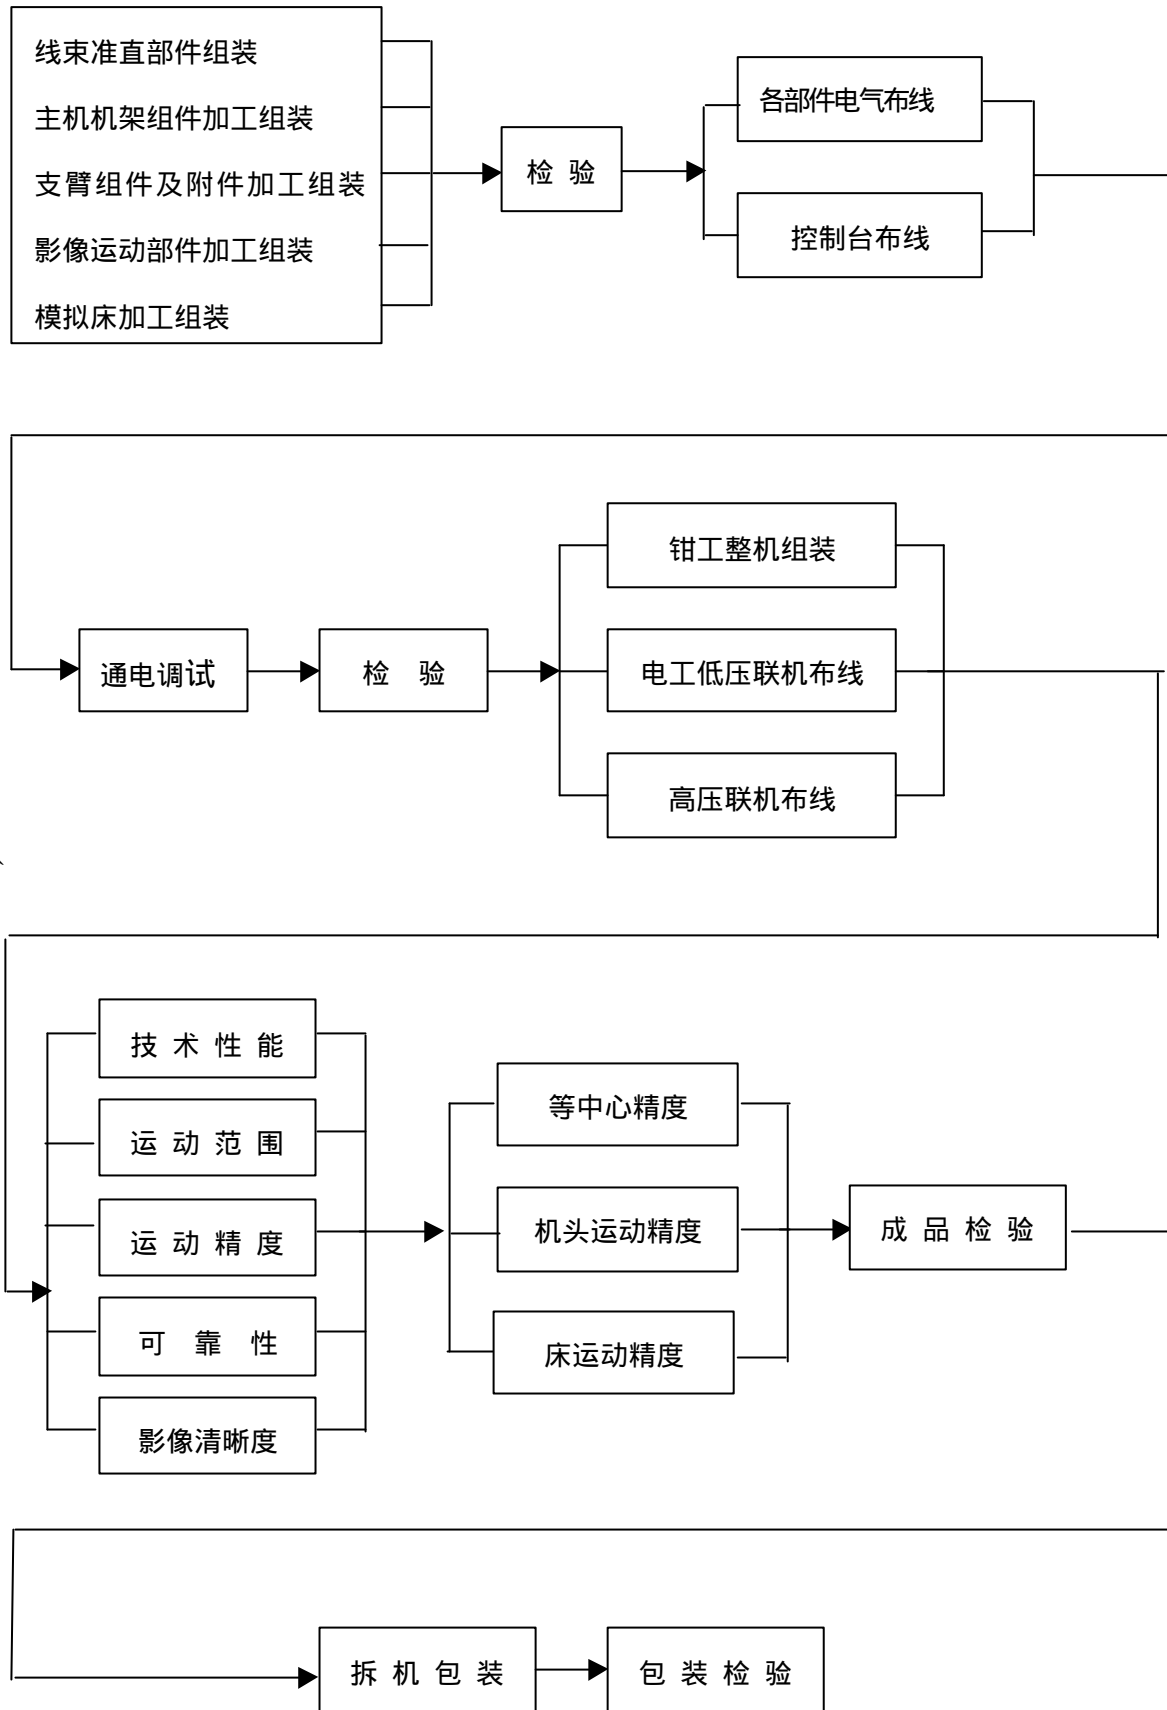 线束准直部件组装
主机机架组件加工组装
支臂组件及附件加工组装
影像运动部件加工组装
模拟床加工组装
检 验
各部件电气布线
控制台布线
通电调试
检 验
钳工整机组装
电工低压联机布线
高压联机布线
技 术 性 能
运 动 范 围
运 动 精 度
可 靠 性
影像清晰度
等中心精度
机头运动精度
床运动精度
成 品 检 验
拆 机 包 装
包 装 检 验